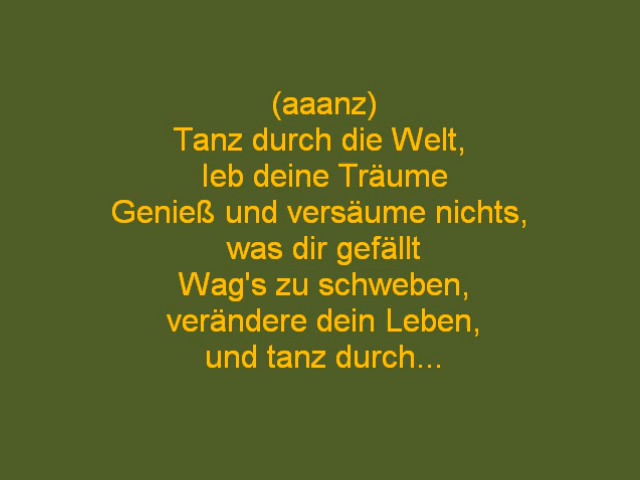 (aaanz)
Tanz durch die Welt,
leb deine Träume
Genieß und versäume nichts,
was dir gefällt
Wag's zu schweben,
verändere dein Leben,
und tanz durch...